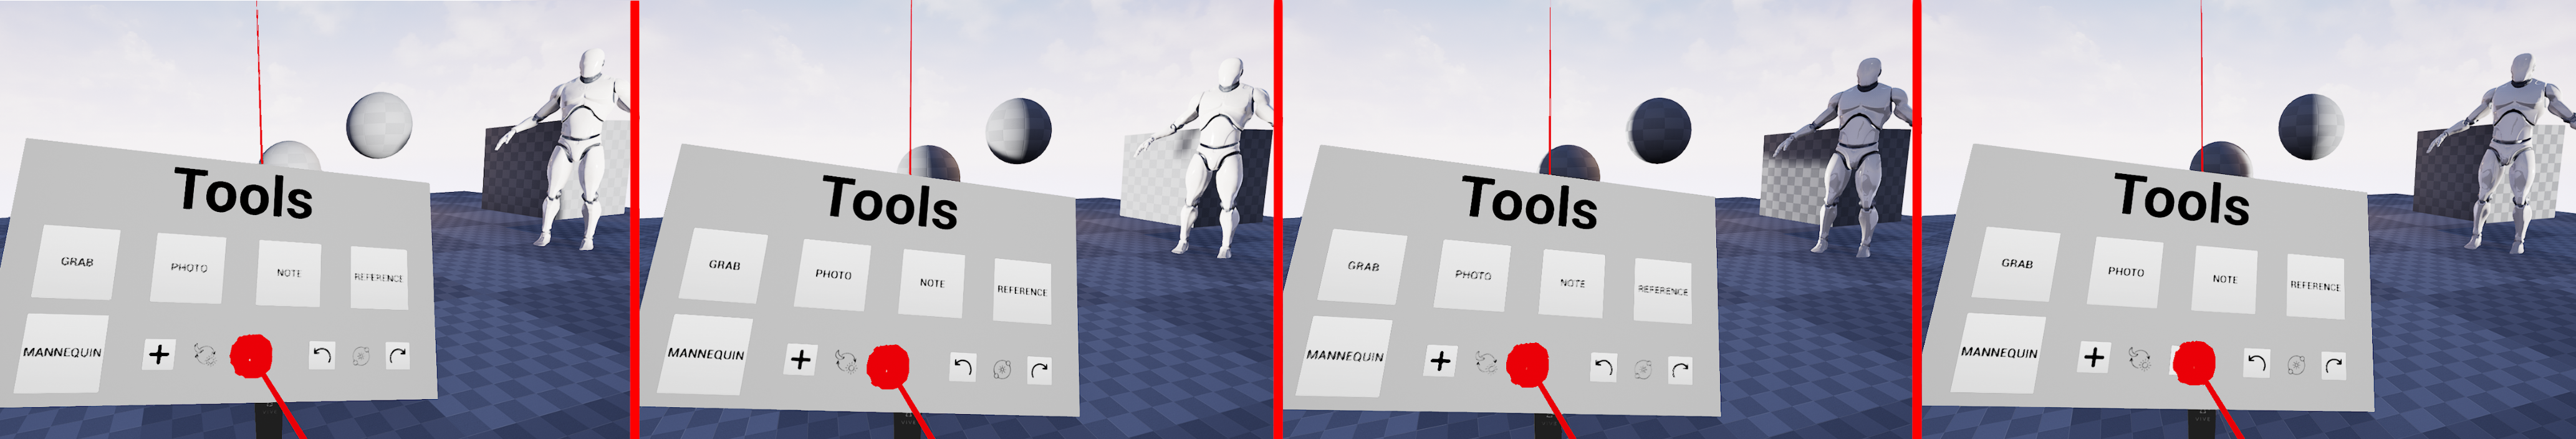 Tools
GRAB PHOTO NOTE REFERENCE
MANNEQUIN
Tools
GRAB PHOTO NOTE REFERENCE
MANNEQUIN
Tools
GRAB PHOTO NOTE REFERENCE
MANNEQUIN
Tools
GRAB PHOTO NOTE REFERENCE
MANNEQUIN